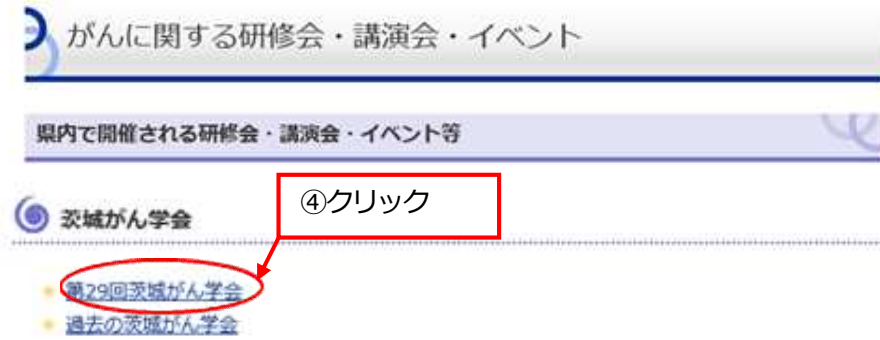 がんに関する研修会・講演会・イベント
県内で開催される研修会・講演会・イベント等
④クリック
茨城がん学会
第29回茨城がん学会
過去の茨城がん学会